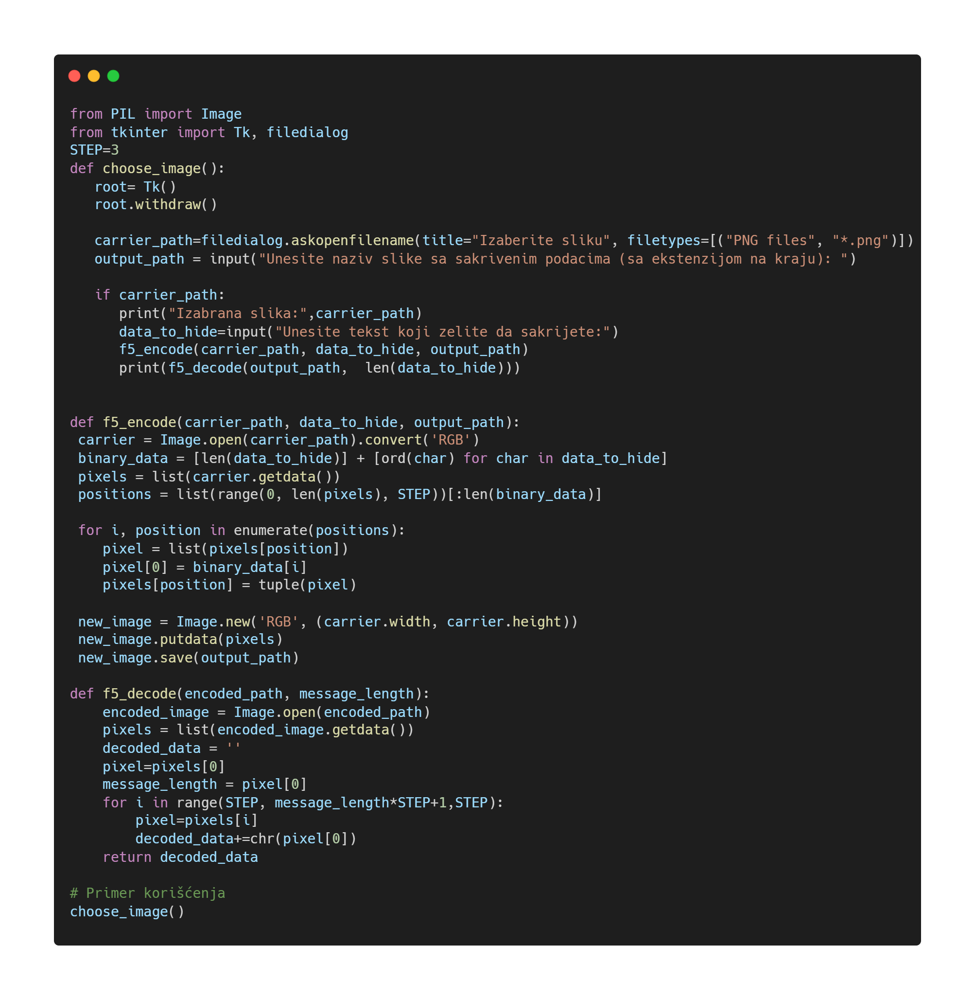 from PIL import Image
from tkinter import Tk, filedialog
STEP=3
def choose_image():
   root= Tk()
   root.withdraw()

   carrier_path=filedialog.askopenfilename(title="Izaberite sliku", filetypes=[("PNG files", "*.png")])
   output_path = input("Unesite naziv slike sa sakrivenim podacima (sa ekstenzijom na kraju): ")

   if carrier_path:
      print("Izabrana slika:",carrier_path)
      data_to_hide=input("Unesite tekst koji zelite da sakrijete:")
      f5_encode(carrier_path, data_to_hide, output_path)
      print(f5_decode(output_path,  len(data_to_hide)))


def f5_encode(carrier_path, data_to_hide, output_path):
 carrier = Image.open(carrier_path).convert('RGB')
 binary_data = [len(data_to_hide)] + [ord(char) for char in data_to_hide]
 pixels = list(carrier.getdata())
 positions = list(range(0, len(pixels), STEP))[:len(binary_data)]

 for i, position in enumerate(positions):
    pixel = list(pixels[position])
    pixel[0] = binary_data[i]
    pixels[position] = tuple(pixel)

 new_image = Image.new('RGB', (carrier.width, carrier.height))
 new_image.putdata(pixels)
 new_image.save(output_path)

def f5_decode(encoded_path, message_length):
    encoded_image = Image.open(encoded_path)
    pixels = list(encoded_image.getdata())
    decoded_data = ''
    pixel=pixels[0]
    message_length = pixel[0]
    for i in range(STEP, message_length*STEP+1,STEP):
        pixel=pixels[i]
        decoded_data+=chr(pixel[0])
    return decoded_data

# Primer korišćenja
choose_image()